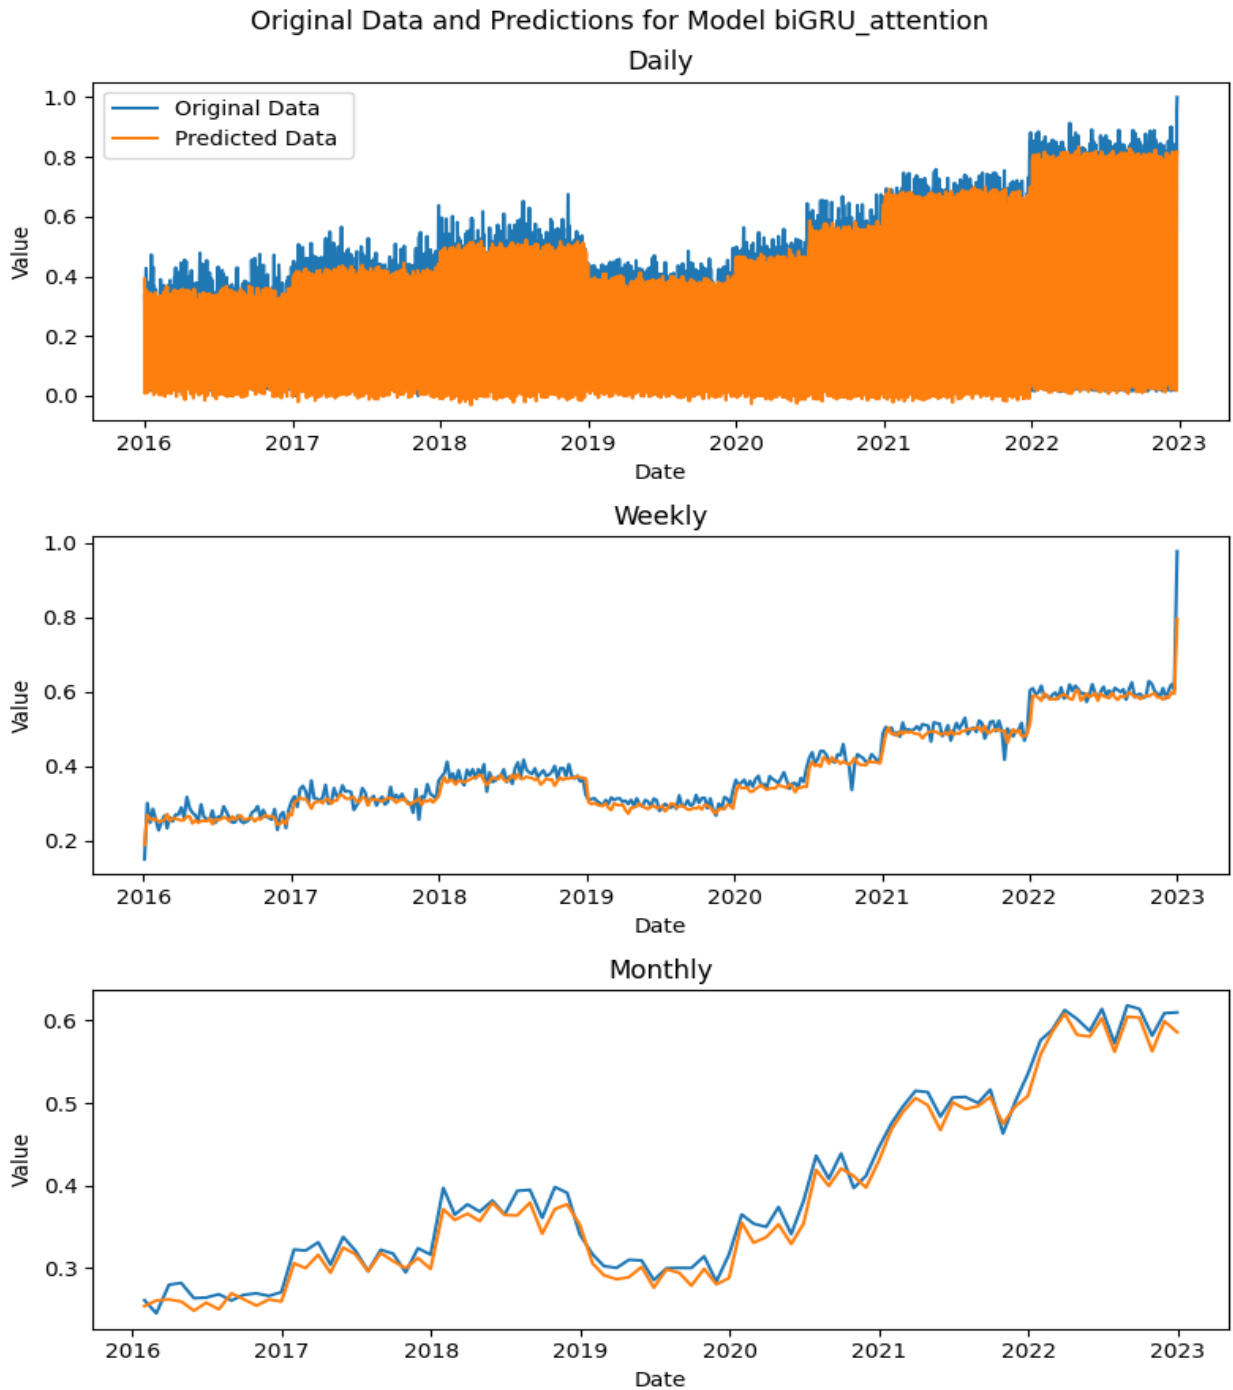 Original Data and Predictions for Model biGRU_attention
Daily
Original Data
Predicted Data
Value
1.0
0.8
0.6
0.4
0.2
0.0
2016 2017 2018 2019 2020 2021 2022 2023
Date
Weekly
Value
1.0
0.8
0.6
0.4
0.2
2016 2017 2018 2019 2020 2021 2022 2023
Date
Monthly
Value
0.6
0.5
0.4
0.3
2016 2017 2018 2019 2020 2021 2022 2023
Date